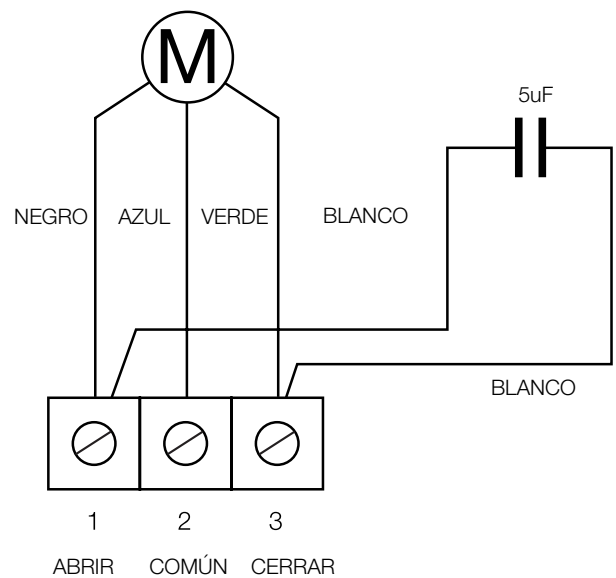 M
5uF
NEGRO AZUL VERDE BLANCO
BLANCO
1 2 3
ABRIR COMÚN CERRAR